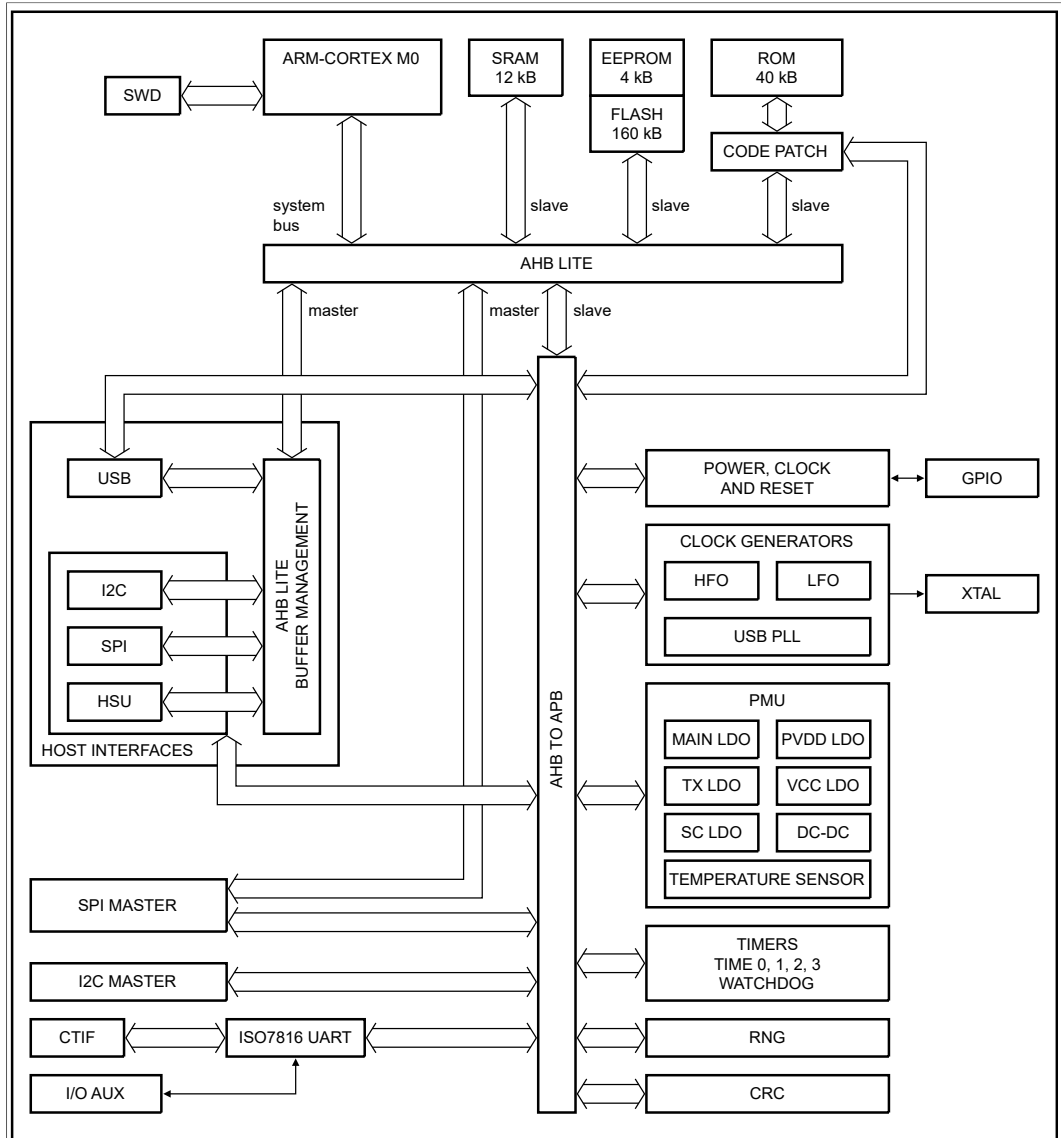 ARM-CORTEX M0
SRAM
12 kB
EEPROM
4 kB
ROM
40 kB
SWD
FLASH
160 kB
CODE PATCH
system
bus
slave
slave
slave
AHB LITE
master
master
slave
USB
POWER, CLOCK
AND RESET
GPIO
CLOCK GENERATORS
HFO
LFO
USB PLL
XTAL
I2C
SPI
HSU
AHB LITE
BUFFER MANAGEMENT
HOST INTERFACES
AHB TO APB
PMU
MAIN LDO
PVDD LDO
TX LDO
VCC LDO
SC LDO
DC-DC
TEMPERATURE SENSOR
SPI MASTER
TIMERS
TIME 0, 1, 2, 3
WATCHDOG
I2C MASTER
CTIF
ISO7816 UART
RNG
I/O AUX
CRC